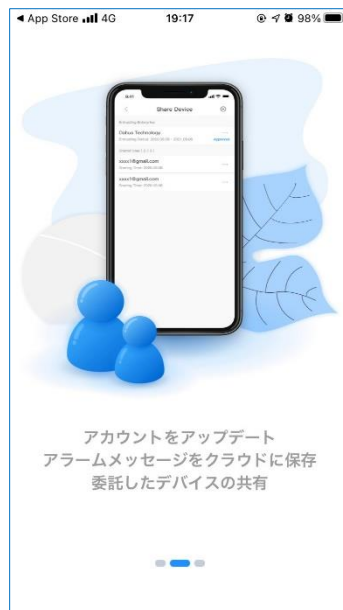 ◀ App Store 4G 19:17 98%
Share Device
Dahua Technology
xxxx1@gmail.com
xxxx1@gmail.com
アカウントをアップデート
アラームメッセージをクラウドに保存
委託したデバイスの共有